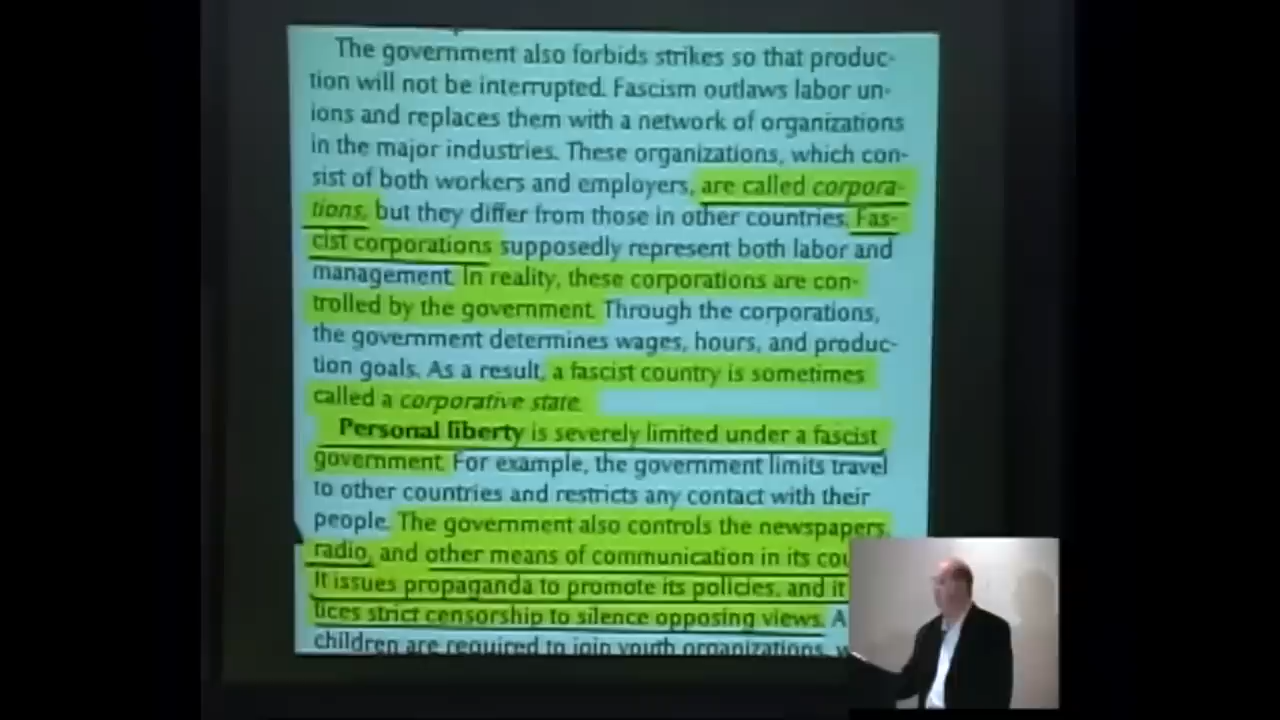 The government also forbids strikes so that produc-
tion will not be interrupted. Fascism outlaws labor un-
ions and replaces them with a network of organizations
in the major industries. These organizations, which con-
sist of both workers and employers, are called corpora-
tions, but they differ from those in other countries. Fas-
cist corporations supposedly represent both labor and
management. In reality, these corporations are con-
trolled by the government. Through the corporations,
the government determines wages, hours, and produc-
tion goals. As a result, a fascist country is sometimes
called a corporative state.
Personal liberty is severely limited under a fascist
government. For example, the government limits travel
to other countries and restricts any contact with their
people. The government also controls the newspapers,
radio, and other means of communication in its
It issues propaganda to promote its policies, and it
tices strict censorship to silence opposing views.
children are required to join youth organizations,